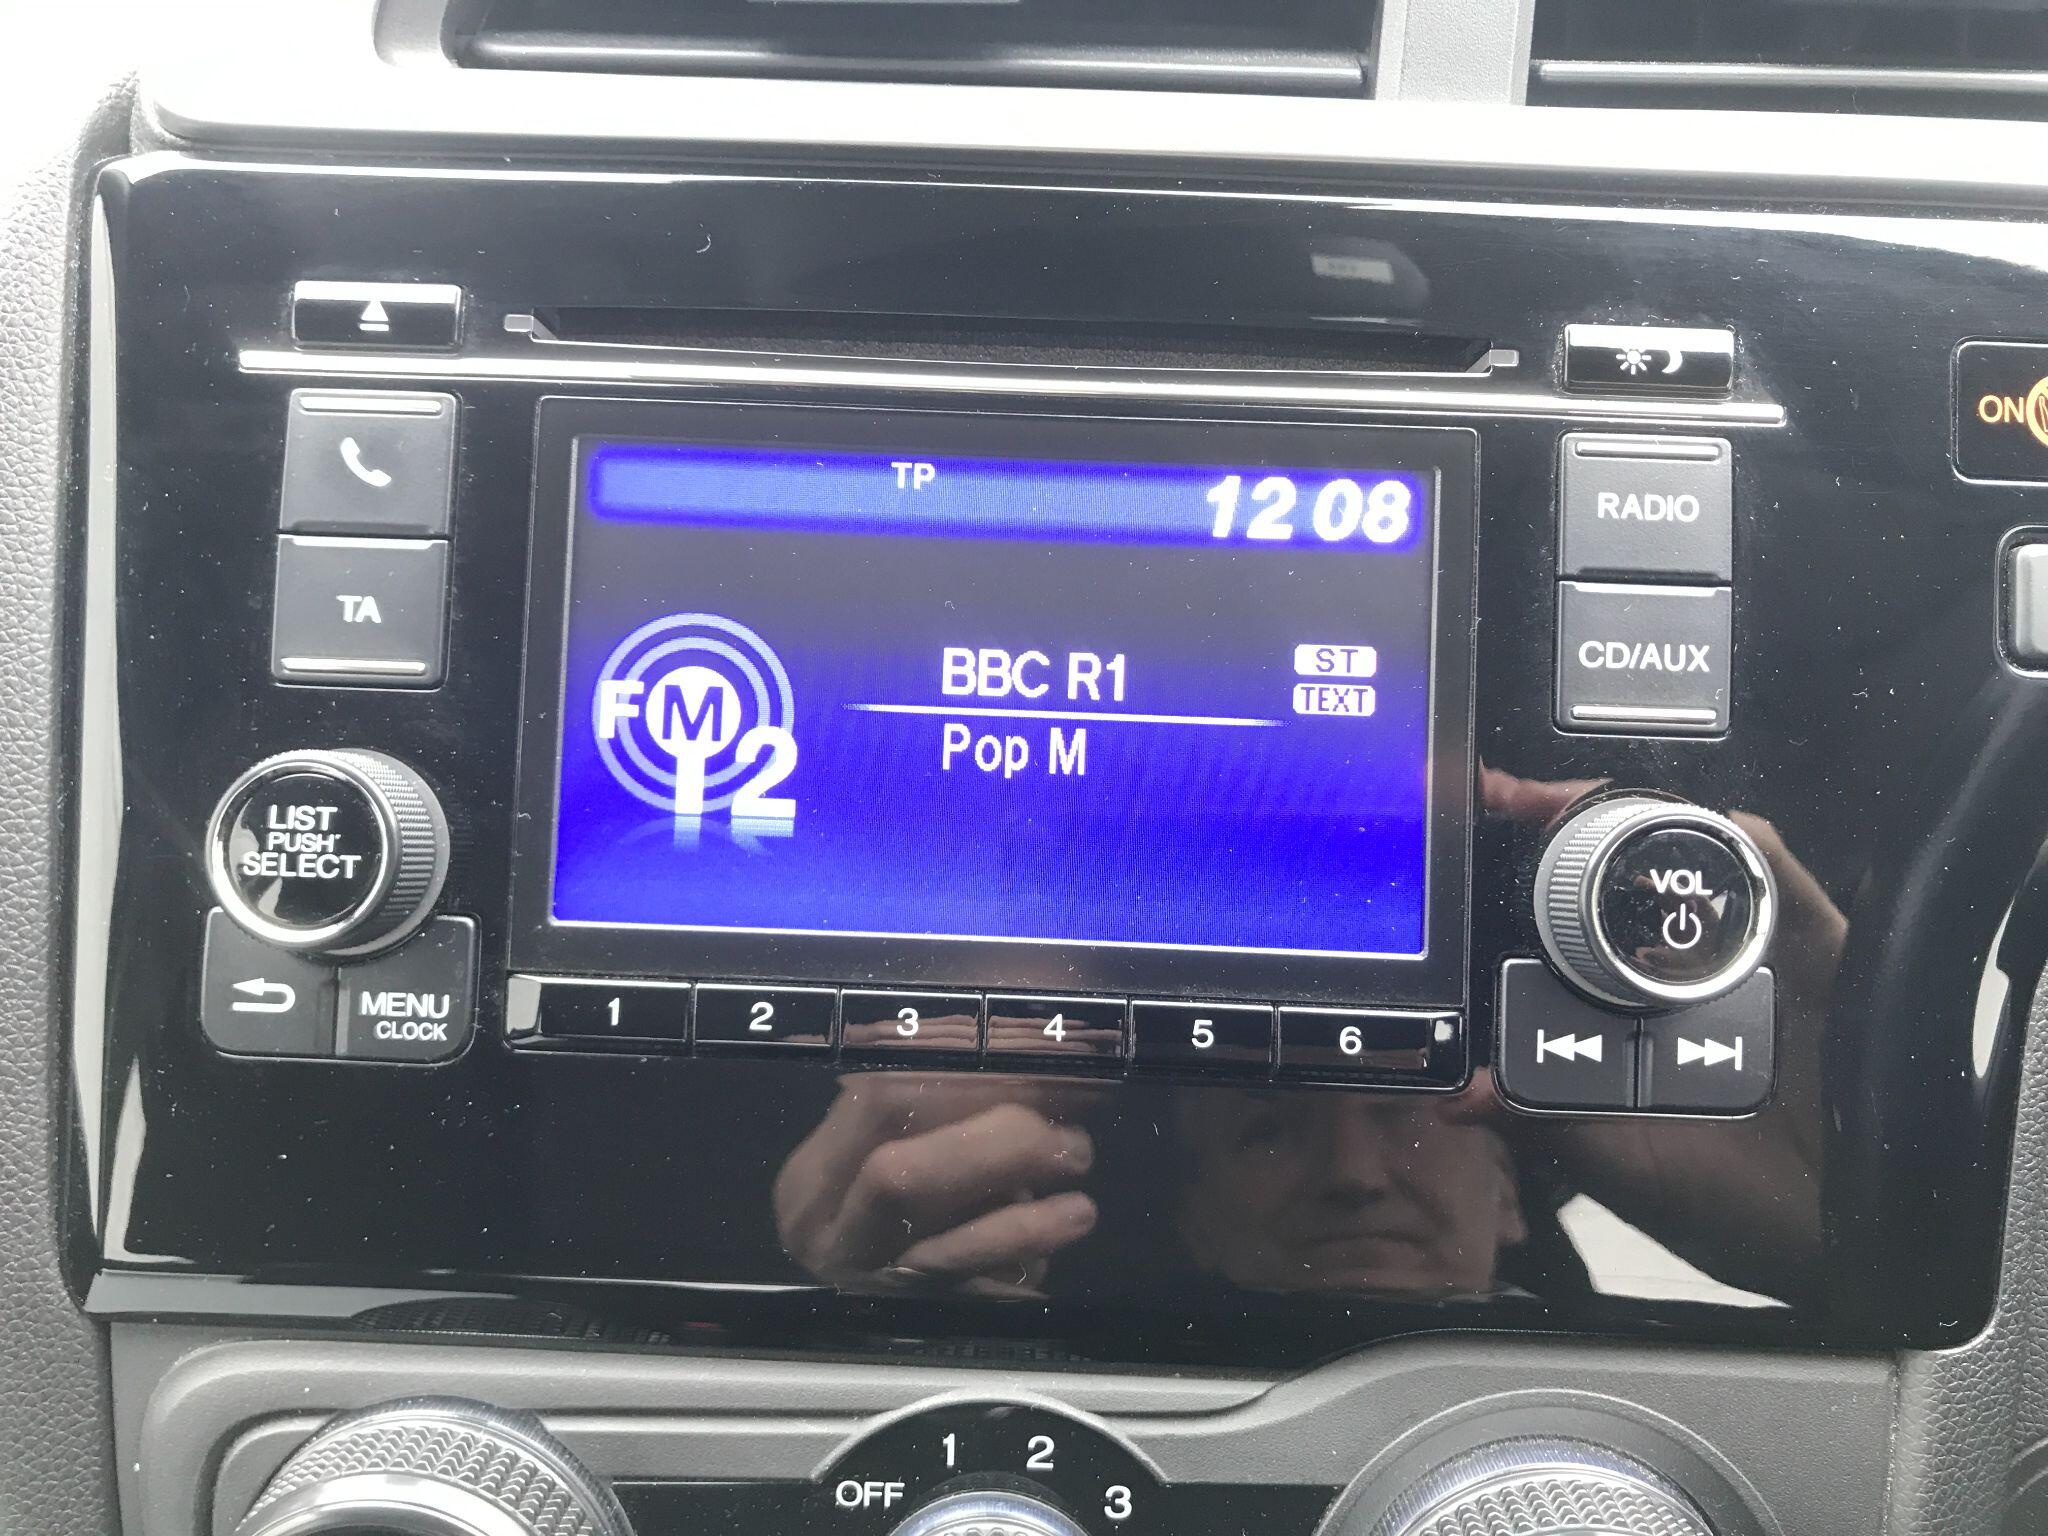 TP
12 08
ON
RADIO
TA
BBC R1
ST
CD/AUX
FM
TEXT
Pop M
2
LIST
PUSH
SELECT
VOL
MENU
CLOCK
1 2 3 4 5 6
OFF 1 2 3